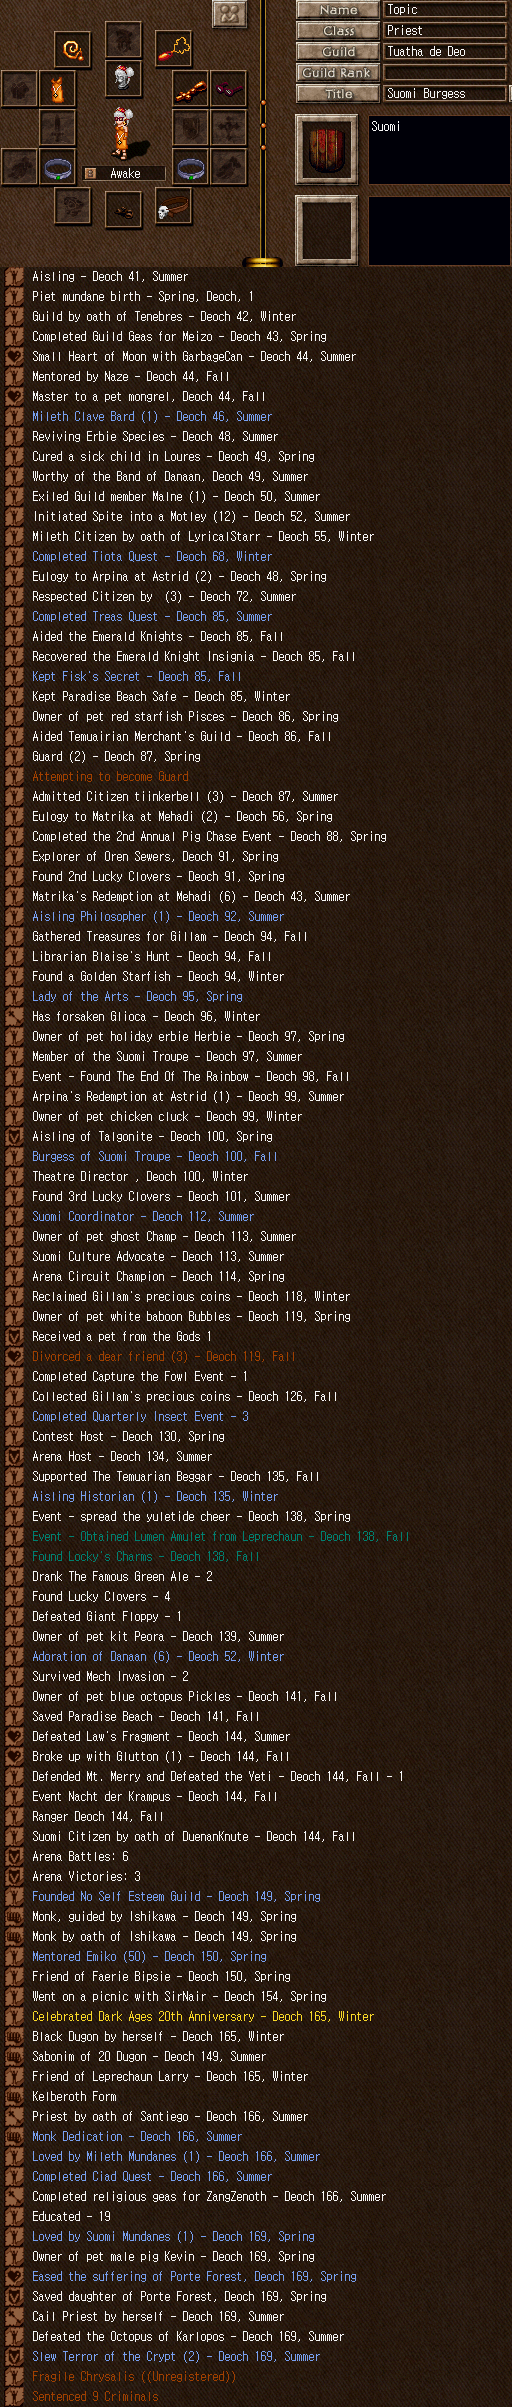 Name
Topic
Class
Priest
Guild
Tuatha de Deo
Guild Rank
Title
Suomi Burgess
Suomi
Awake
Aisling - Deoch 41, Summer
Piet mundane birth - Spring, Deoch, 1
Guild by oath of Tenebres - Deoch 42, Winter
Completed Guild Geas for Meizo - Deoch 43, Spring
Small Heart of Moon with GarbageCan - Deoch 44, Summer
Mentored by Naze - Deoch 44, Fall
Master to a pet mongrel, Deoch 44, Fall
Mileth Clave Bard (1) - Deoch 46, Summer
Reviving Erbie Species - Deoch 48, Summer
Cured a sick child in Loures - Deoch 49, Spring
Worthy of the Band of Danaan, Deoch 49, Summer
Exiled Guild member Malne (1) - Deoch 50, Summer
Initiated Spite into a Motley (12) - Deoch 52, Summer
Mileth Citizen by oath of LyricalStarr - Deoch 55, Winter
Completed Tiota Quest - Deoch 68, Winter
Eulogy to Arpina at Astrid (2) - Deoch 48, Spring
Respected Citizen by  (3) - Deoch 72, Summer
Completed Treas Quest - Deoch 85, Summer
Aided the Emerald Knights - Deoch 85, Fall
Recovered the Emerald Knight Insignia - Deoch 85, Fall
Kept Fisk's Secret - Deoch 85, Fall
Kept Paradise Beach Safe - Deoch 85, Winter
Owner of pet red starfish Pisces - Deoch 86, Spring
Aided Temuairian Merchant's Guild - Deoch 86, Fall
Guard (2) - Deoch 87, Spring
Attempting to become Guard
Admitted Citizen tiinkerbell (3) - Deoch 87, Summer
Eulogy to Matrika at Mehadi (2) - Deoch 56, Spring
Completed the 2nd Annual Pig Chase Event - Deoch 88, Spring
Explorer of Oren Sewers, Deoch 91, Spring
Found 2nd Lucky Clovers - Deoch 91, Spring
Matrika's Redemption at Mehadi (6) - Deoch 43, Summer
Aisling Philosopher (1) - Deoch 92, Summer
Gathered Treasures for Gillam - Deoch 94, Fall
Librarian Blaise's Hunt - Deoch 94, Fall
Found a Golden Starfish - Deoch 94, Winter
Lady of the Arts - Deoch 95, Spring
Has forsaken Glioca - Deoch 96, Winter
Owner of pet holiday erbie Herbie - Deoch 97, Spring
Member of the Suomi Troupe - Deoch 97, Summer
Event - Found The End Of The Rainbow - Deoch 98, Fall
Arpina's Redemption at Astrid (1) - Deoch 99, Summer
Owner of pet chicken cluck - Deoch 99, Winter
Aisling of Talgonite - Deoch 100, Spring
Burgess of Suomi Troupe - Deoch 100, Fall
Theatre Director , Deoch 100, Winter
Found 3rd Lucky Clovers - Deoch 101, Summer
Suomi Coordinator - Deoch 112, Summer
Owner of pet ghost Champ - Deoch 113, Summer
Suomi Culture Advocate - Deoch 113, Summer
Arena Circuit Champion - Deoch 114, Spring
Reclaimed Gillam's precious coins - Deoch 118, Winter
Owner of pet white baboon Bubbles - Deoch 119, Spring
Received a pet from the Gods 1
Divorced a dear friend (3) - Deoch 119, Fall
Completed Capture the Fowl Event - 1
Collected Gillam's precious coins - Deoch 126, Fall
Completed Quarterly Insect Event - 3
Contest Host - Deoch 130, Spring
Arena Host - Deoch 134, Summer
Supported The Temuarian Beggar - Deoch 135, Fall
Aisling Historian (1) - Deoch 135, Winter
Event - spread the yuletide cheer - Deoch 138, Spring
Event - Obtained Lumen Amulet from Leprechaun - Deoch 138, Fall
Found Locky's Charms - Deoch 138, Fall
Drank The Famous Green Ale - 2
Found Lucky Clovers - 4
Defeated Giant Floppy - 1
Owner of pet kit Peora - Deoch 139, Summer
Adoration of Danaan (6) - Deoch 52, Winter
Survived Mech Invasion - 2
Owner of pet blue octopus Pickles - Deoch 141, Fall
Saved Paradise Beach - Deoch 141, Fall
Defeated Law's Fragment - Deoch 144, Summer
Broke up with Glutton (1) - Deoch 144, Fall
Defended Mt. Merry and Defeated the Yeti - Deoch 144, Fall - 1
Event Nacht der Krampus - Deoch 144, Fall
Ranger Deoch 144, Fall
Suomi Citizen by oath of DuenanKnute - Deoch 144, Fall
Arena Battles: 6
Arena Victories: 3
Founded No Self Esteem Guild - Deoch 149, Spring
Monk, guided by Ishikawa - Deoch 149, Spring
Monk by oath of Ishikawa - Deoch 149, Spring
Mentored Emiko (50) - Deoch 150, Spring
Friend of Faerie Bipsie - Deoch 150, Spring
Went on a picnic with SirNair - Deoch 154, Spring
Celebrated Dark Ages 20th Anniversary - Deoch 165, Winter
Black Dugon by herself - Deoch 165, Winter
Sabonim of 20 Dugon - Deoch 149, Summer
Friend of Leprechaun Larry - Deoch 165, Winter
Kelberoth Form
Priest by oath of Santiego - Deoch 166, Summer
Monk Dedication - Deoch 166, Summer
Loved by Mileth Mundanes (1) - Deoch 166, Summer
Completed Ciad Quest - Deoch 166, Summer
Completed religious geas for ZangZenoth - Deoch 166, Summer
Educated - 19
Loved by Suomi Mundanes (1) - Deoch 169, Spring
Owner of pet male pig Kevin - Deoch 169, Spring
Eased the suffering of Porte Forest, Deoch 169, Spring
Saved daughter of Porte Forest, Deoch 169, Spring
Cail Priest by herself - Deoch 169, Summer
Defeated the Octopus of Karlopos - Deoch 169, Summer
Slew Terror of the Crypt (2) - Deoch 169, Summer
Fragile Chrysalis ((Unregistered))
Sentenced 9 Criminals